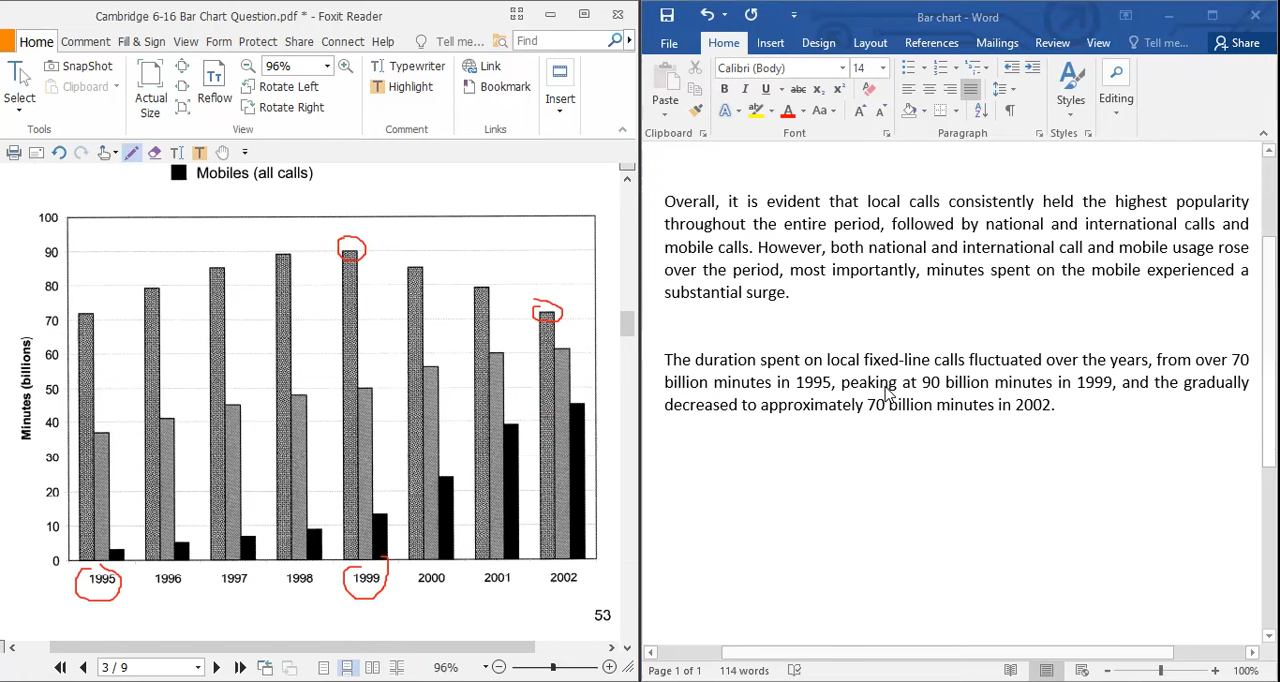 Cambridge 6-16 Bar Chart Question.pdf * - Foxit Reader
Home Comment Fill & Sign View Form Protect Share Connect Help Tell me... Find
Select
SnapShot
Clipboard
Actual Size
Reflow
96%
Rotate Left
Rotate Right
Typewriter
Highlight
Link
Bookmark
Insert
Tools View Comment Links
Mobiles (all calls)
Minutes (billions)
100
90
80
70
60
50
40
30
20
10
0
1995 1996 1997 1998 1999 2000 2001 2002
53
3 / 9
96%
Bar chart - Word
File Home Insert Design Layout References Mailings Review View Tell me... Share
Paste
Calibri (Body) 14
B I U abc X₂ X²
A A Aa A A
Styles
Editing
Clipboard Font Paragraph Styles
Overall, it is evident that local calls consistently held the highest popularity
throughout the entire period, followed by national and international calls and
mobile calls. However, both national and international call and mobile usage rose
over the period, most importantly, minutes spent on the mobile experienced a
substantial surge.
The duration spent on local fixed-line calls fluctuated over the years, from over 70
billion minutes in 1995, peaking at 90 billion minutes in 1999, and the gradually
decreased to approximately 70 billion minutes in 2002.
Page 1 of 1 114 words
100%